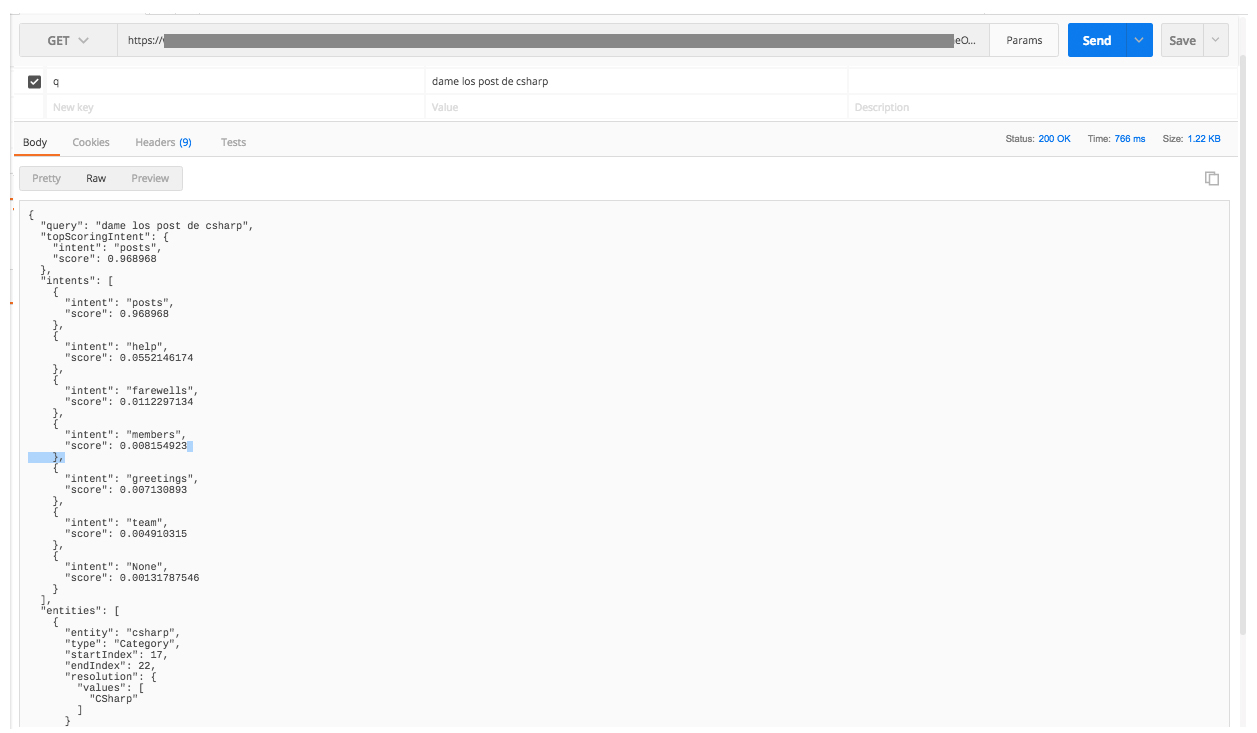 GET https:// eO... Params Send Save
q dame los post de csharp
New key Value Description
Body Cookies Headers (9) Tests Status: 200 OK Time: 766 ms Size: 1.22 KB
Pretty Raw Preview
{
"query": "dame los post de csharp",
"topScoringIntent": {
"intent": "posts",
"score": 0.968968
},
"intents": [
{
"intent": "posts",
"score": 0.968968
},
{
"intent": "help",
"score": 0.0552146174
},
{
"intent": "farewells",
"score": 0.0112297134
},
{
"intent": "members",
"score": 0.008154923
},
{
"intent": "greetings",
"score": 0.007130893
},
{
"intent": "team",
"score": 0.004910315
},
{
"intent": "None",
"score": 0.00131787546
}
],
"entities": [
{
"entity": "csharp",
"type": "Category",
"startIndex": 17,
"endIndex": 22,
"resolution": {
"values": [
"CSharp"
]
}